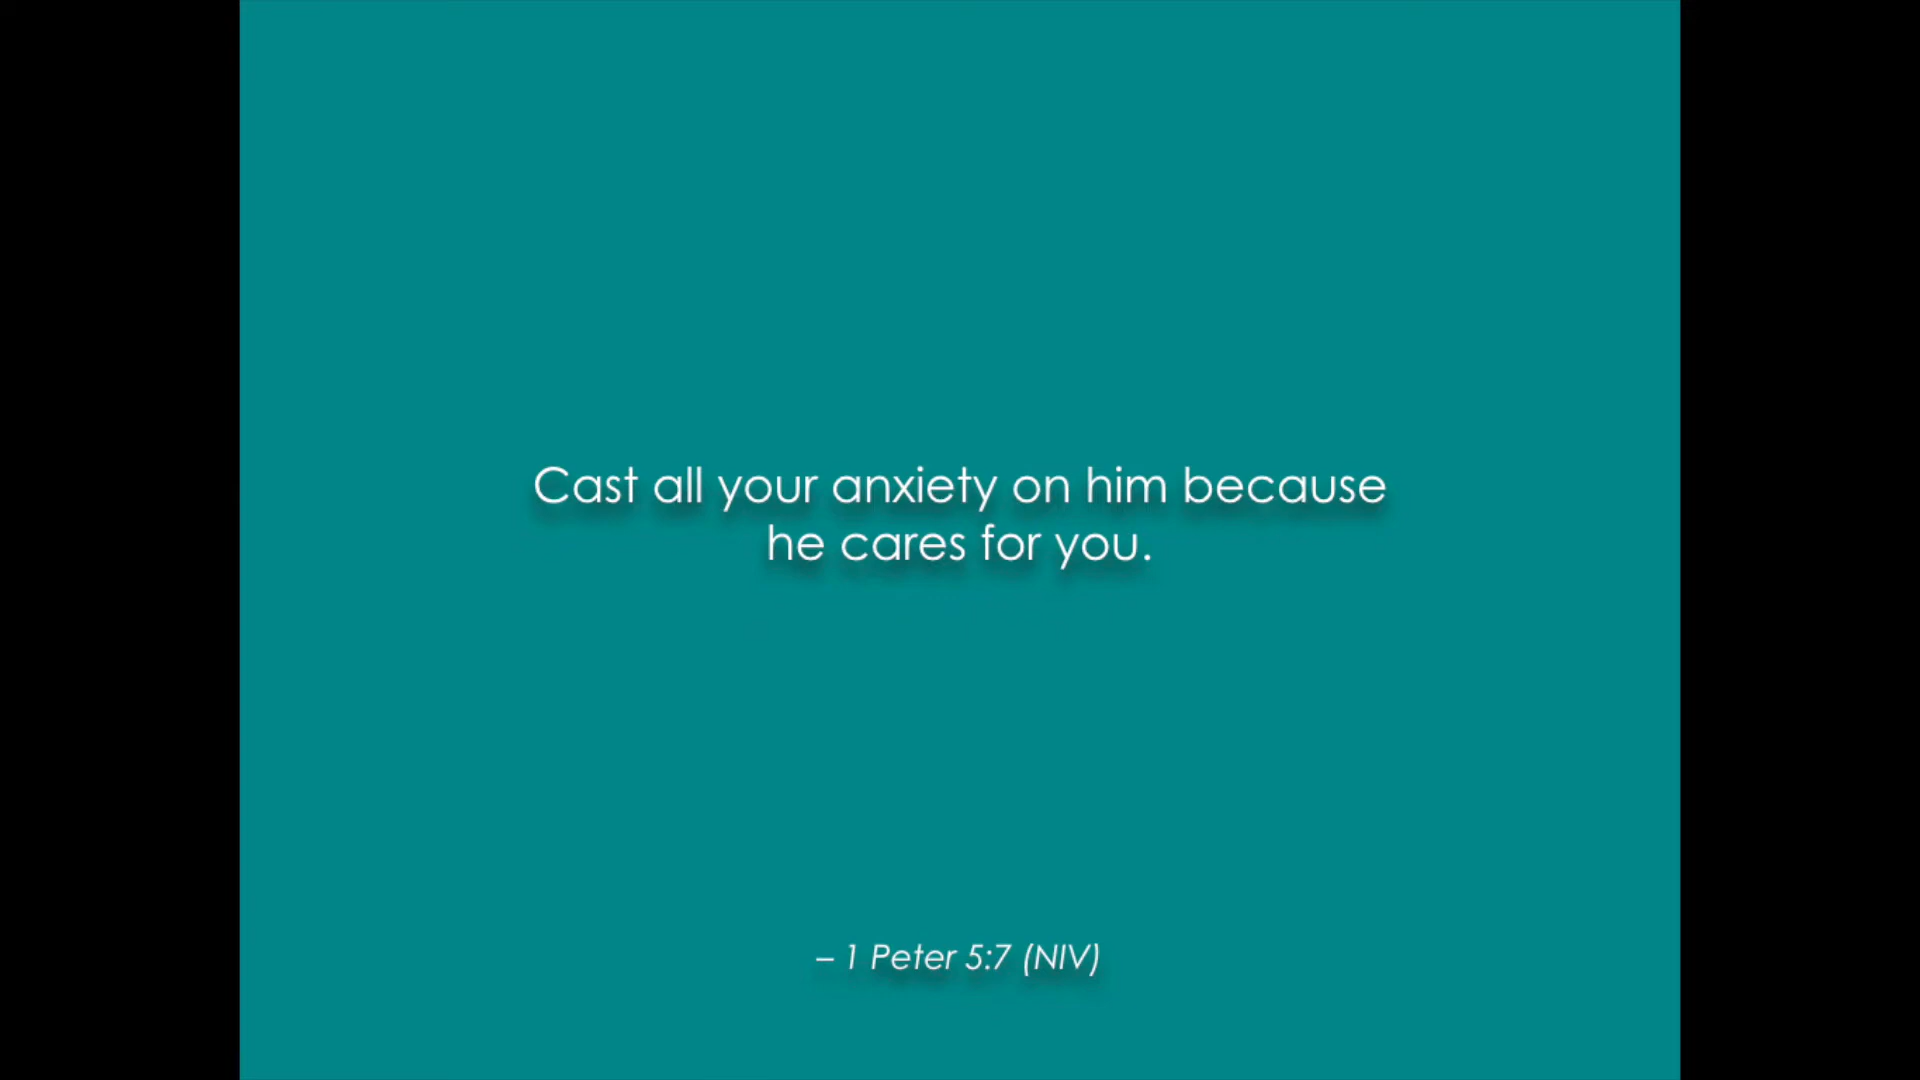 Cast all your anxiety on him because
he cares for you.
– 1 Peter 5:7 (NIV)